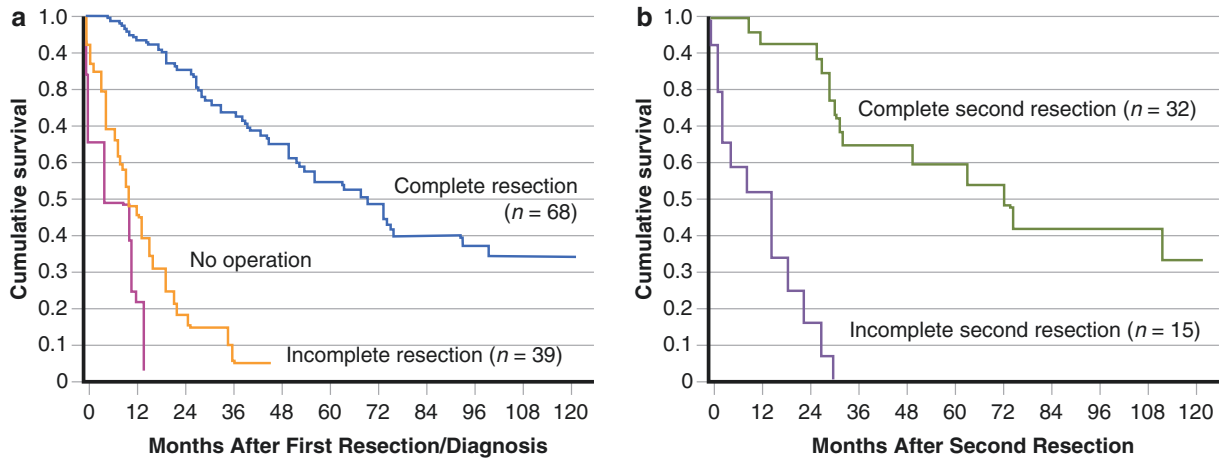 a
Cumulative survival
1.0
0.4
0.8
0.4
0.6
0.5
0.4
0.3
0.2
0.1
0
Complete resection
(n = 68)
No operation
Incomplete resection (n = 39)
0 12 24 36 48 60 72 84 96 108 120
Months After First Resection/Diagnosis
b
Cumulative survival
1.0
0.4
0.8
0.4
0.6
0.5
0.4
0.3
0.2
0.1
0
Complete second resection (n = 32)
Incomplete second resection (n = 15)
0 12 24 36 48 60 72 84 96 108 120
Months After Second Resection